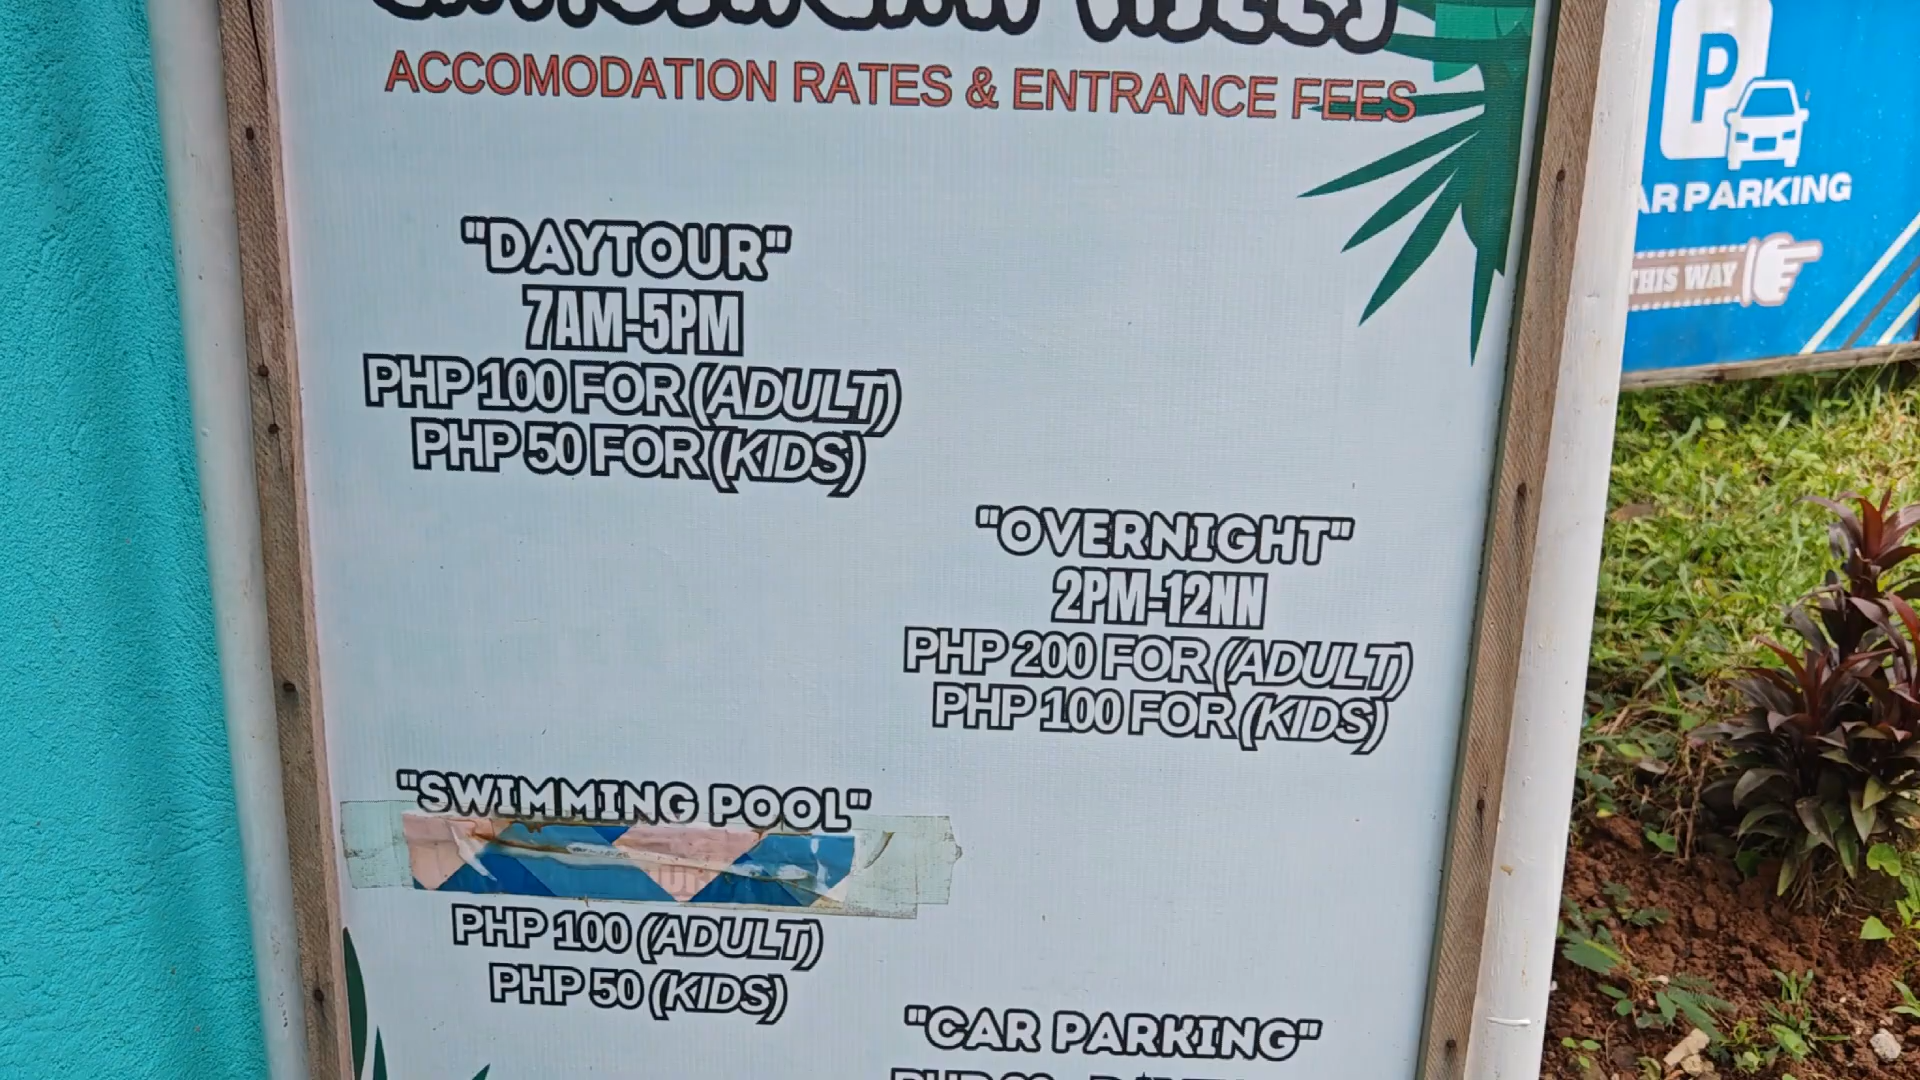 ACCOMODATION RATES & ENTRANCE FEES
"DAYTOUR"
7AM-5PM
PHP 100 FOR (ADULT)
PHP 50 FOR (KIDS)
"OVERNIGHT"
2PM-12NN
PHP 200 FOR (ADULT)
PHP 100 FOR (KIDS)
"SWIMMING POOL"
PHP 100 (ADULT)
PHP 50 (KIDS)
"CAR PARKING"
P
AR PARKING
THIS WAY